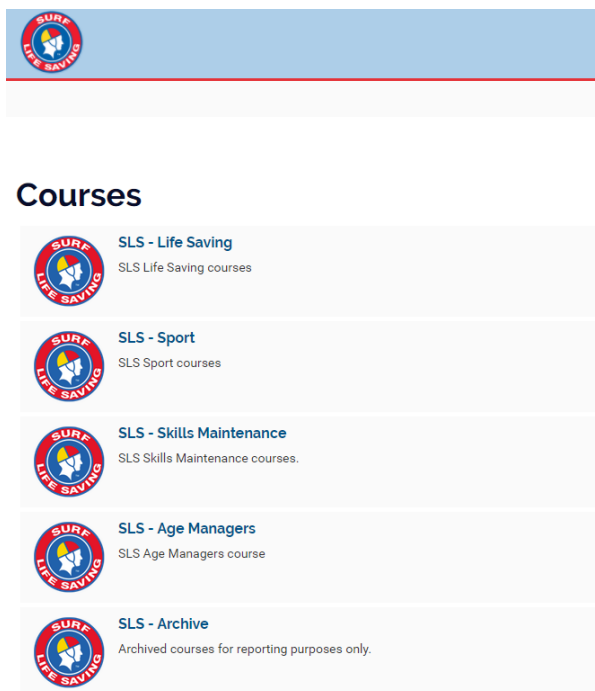 SURF
LIFE SAVING
Courses
SURF
LIFE SAVING
SLS - Life Saving
SLS Life Saving courses
SURF
LIFE SAVING
SLS - Sport
SLS Sport courses
SURF
LIFE SAVING
SLS - Skills Maintenance
SLS Skills Maintenance courses.
SURF
LIFE SAVING
SLS - Age Managers
SLS Age Managers course
SURF
LIFE SAVING
SLS - Archive
Archived courses for reporting purposes only.